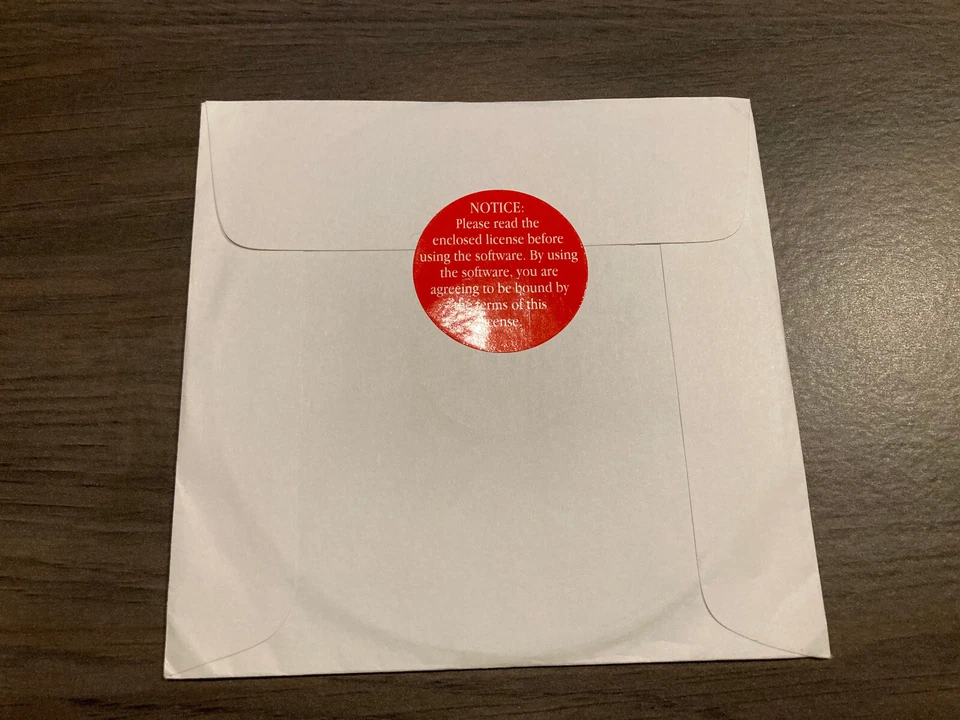 NOTICE:
Please read the
enclosed license before
using the software. By using
the software, you are
agreeing to be bound by
the terms of this
license.